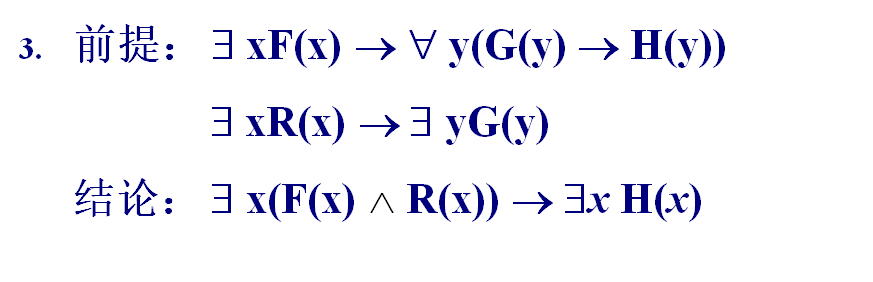 3. 前提：∃ xF(x) → ∀ y(G(y) → H(y))
∃ xR(x) → ∃ yG(y)
结论：∃ x(F(x) ∧ R(x)) → ∃x H(x)